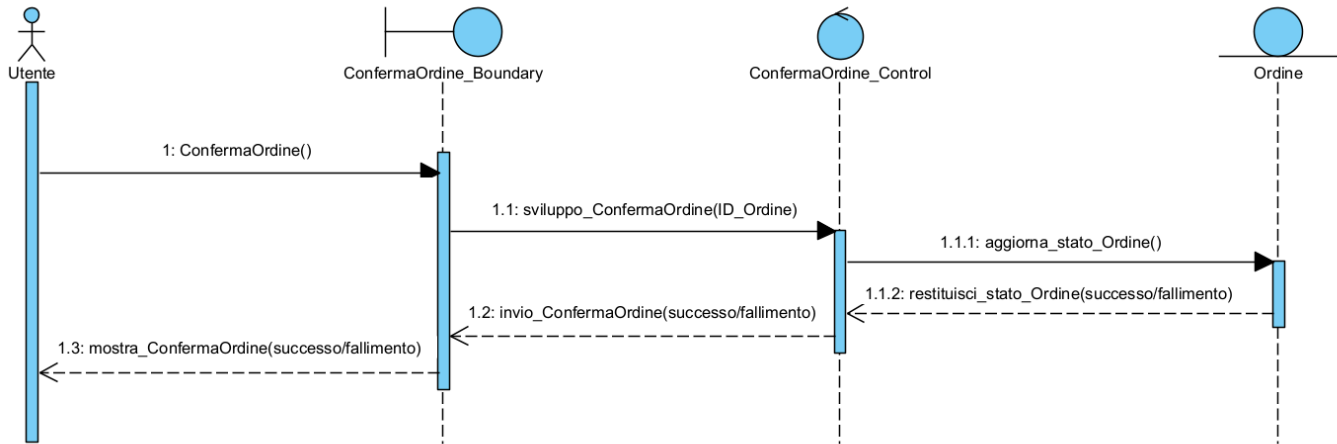 Utente
ConfermaOrdine_Boundary
ConfermaOrdine_Control
Ordine
1: ConfermaOrdine()
1.1: sviluppo_ConfermaOrdine(ID_Ordine)
1.1.1: aggiorna_stato_Ordine()
1.1.2: restituisci_stato_Ordine(successo/fallimento)
1.2: invio_ConfermaOrdine(successo/fallimento)
1.3: mostra_ConfermaOrdine(successo/fallimento)